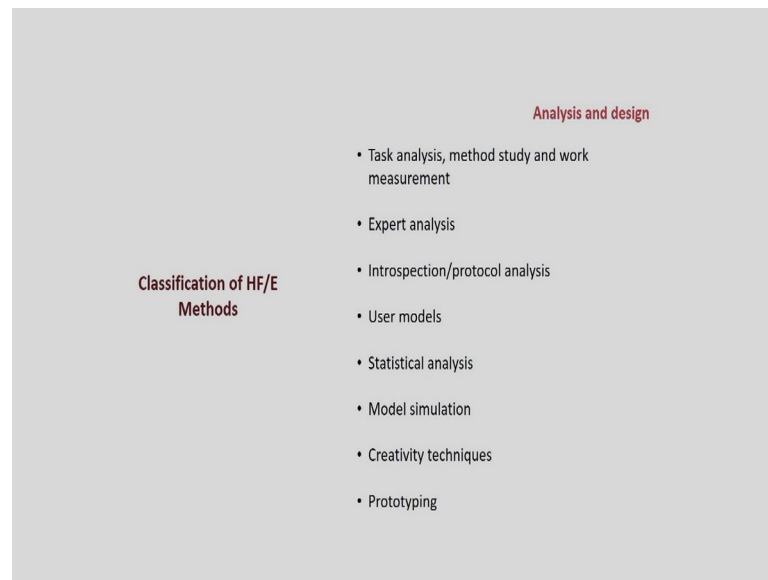 Analysis and design
• Task analysis, method study and work
measurement
• Expert analysis
• Introspection/protocol analysis
Classification of HF/E
Methods
• User models
• Statistical analysis
• Model simulation
• Creativity techniques
• Prototyping